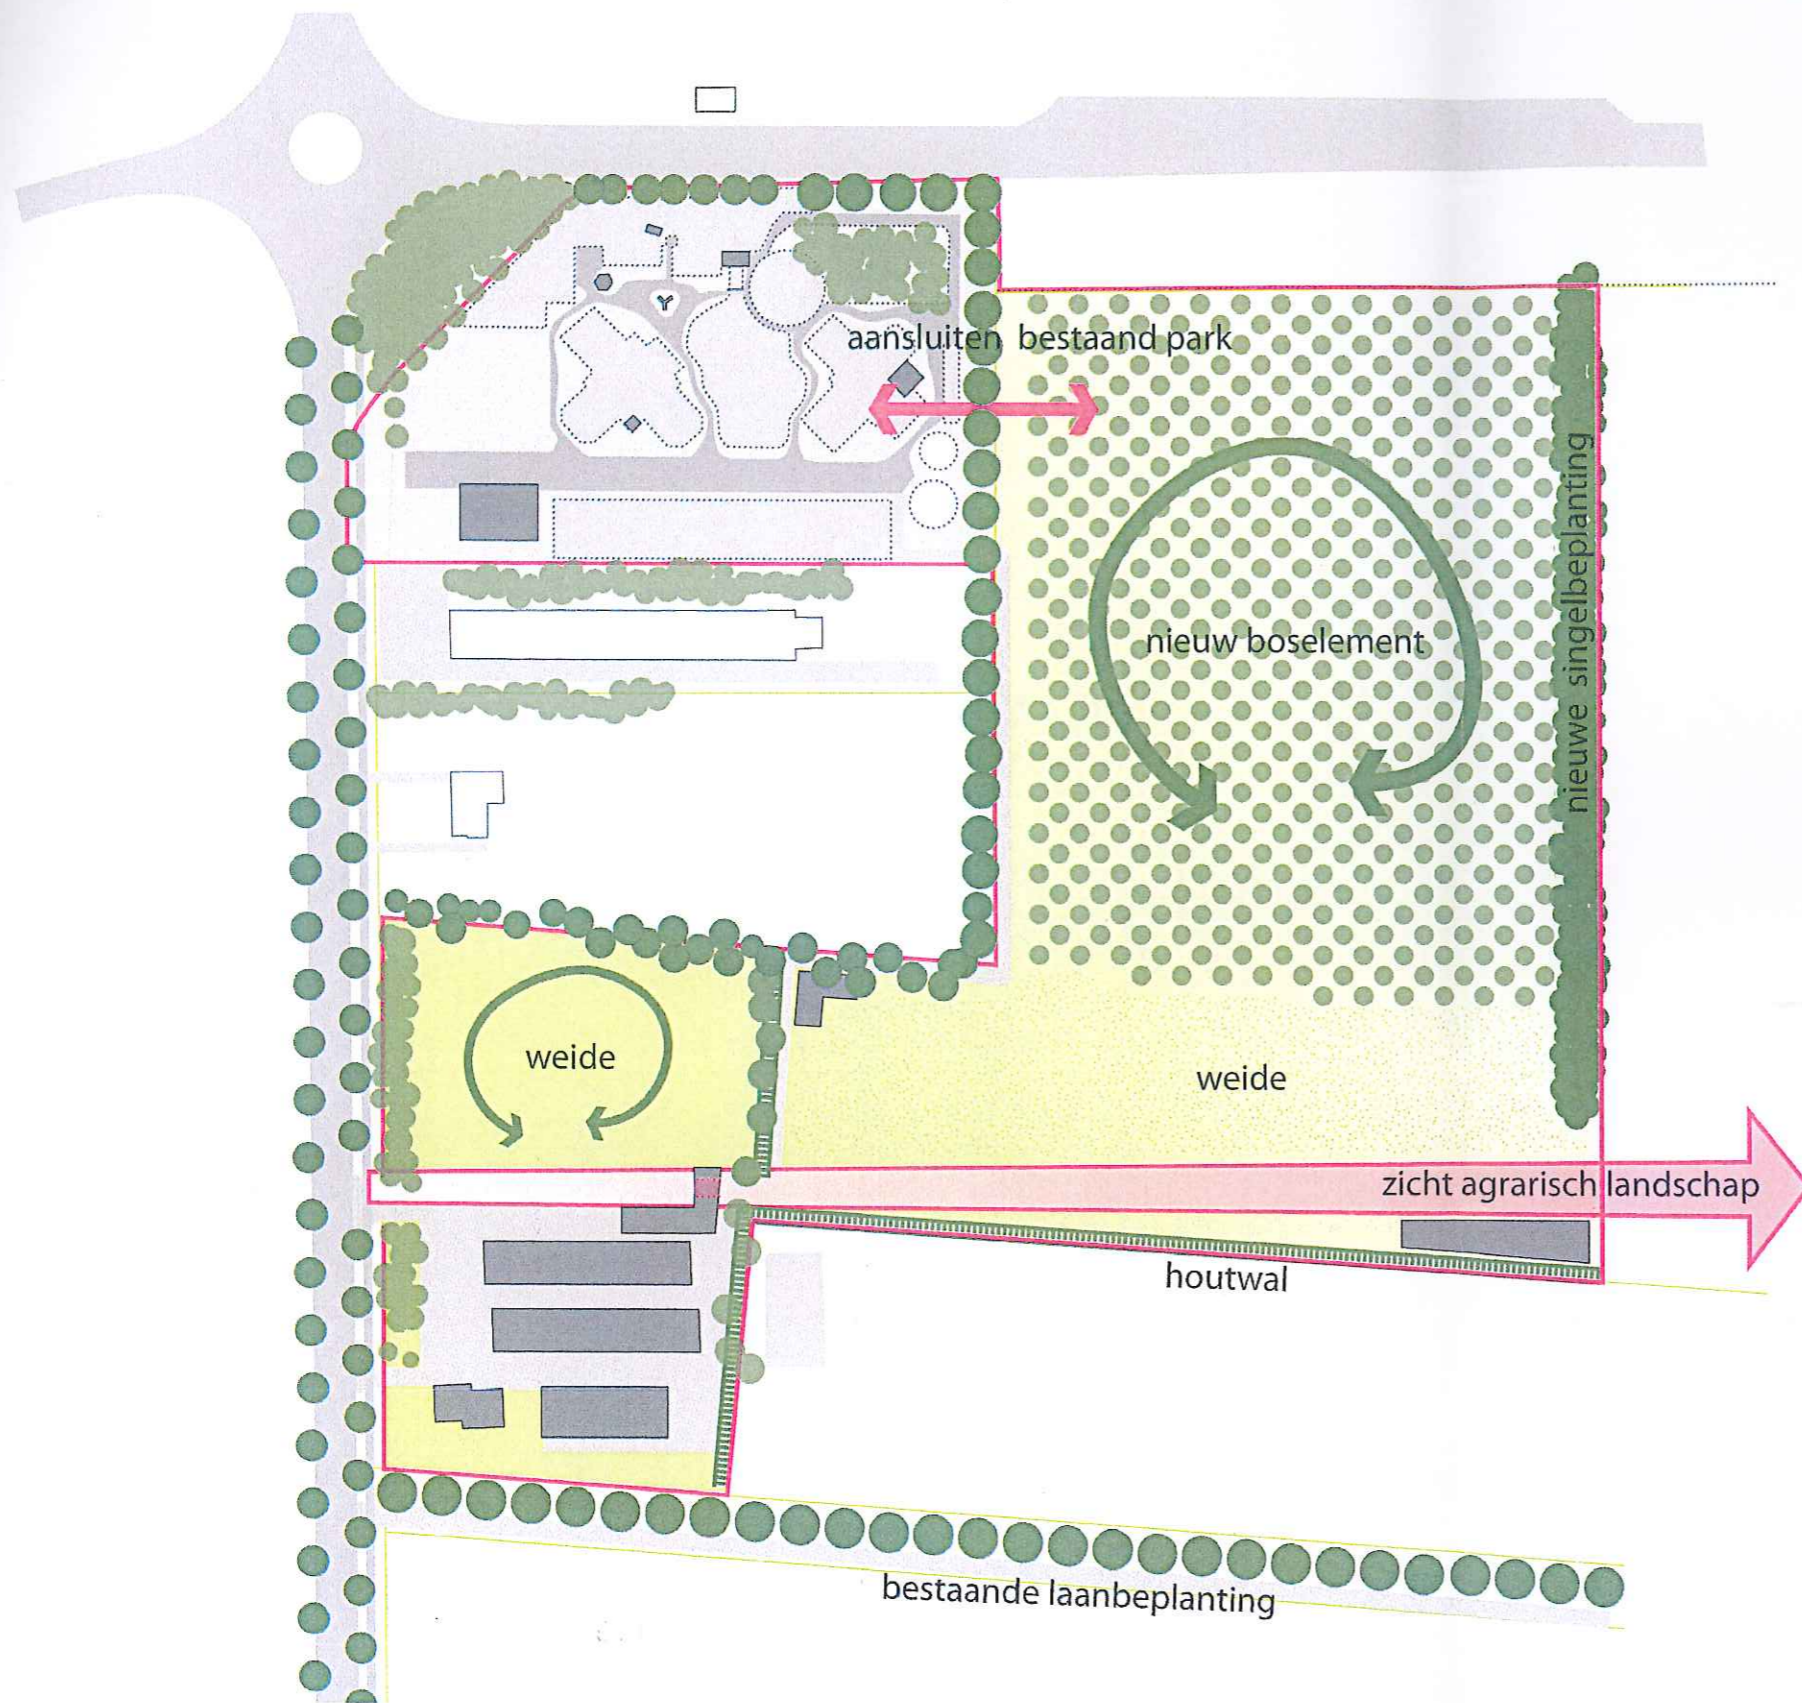 aansluiten bestaand park
nieuwe singelbeplanting
nieuw boselement
weide
weide
zicht agrarisch landschap
houtwal
bestaande laanbeplanting